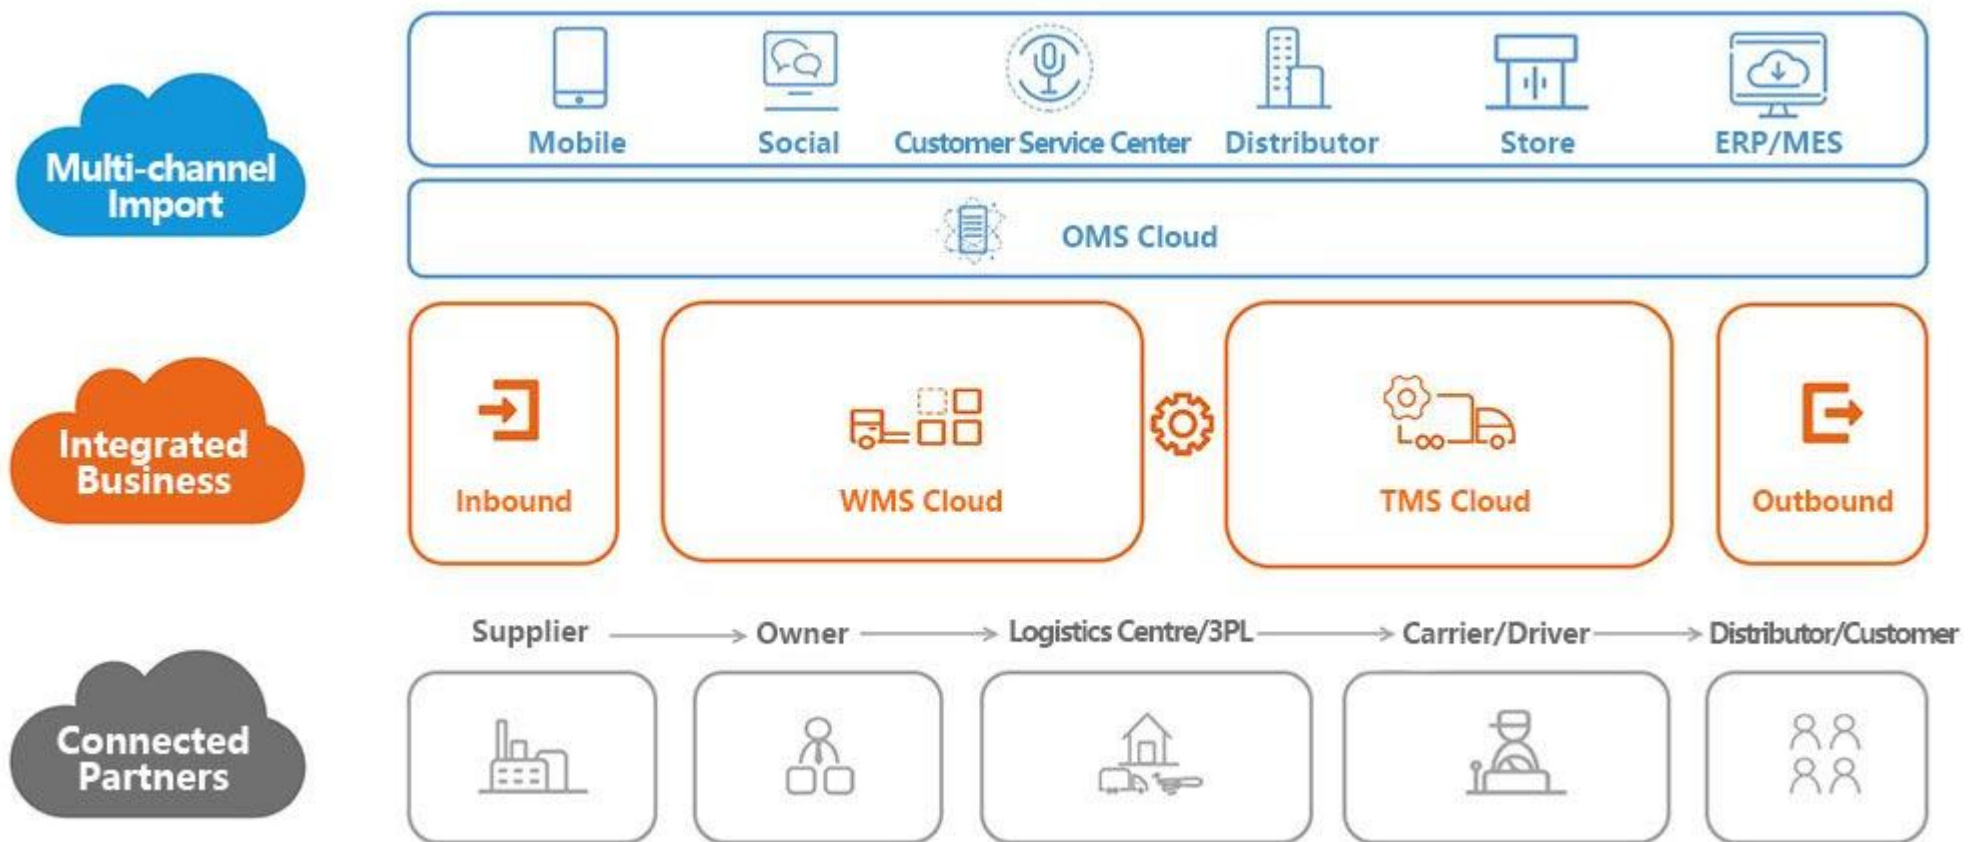 Multi-channel
Import
Mobile
Social
Customer Service Center
Distributor
Store
ERP/MES
OMS Cloud
Integrated
Business
Inbound
WMS Cloud
TMS Cloud
Outbound
Connected
Partners
Supplier
Owner
Logistics Centre/3PL
Carrier/Driver
Distributor/Customer